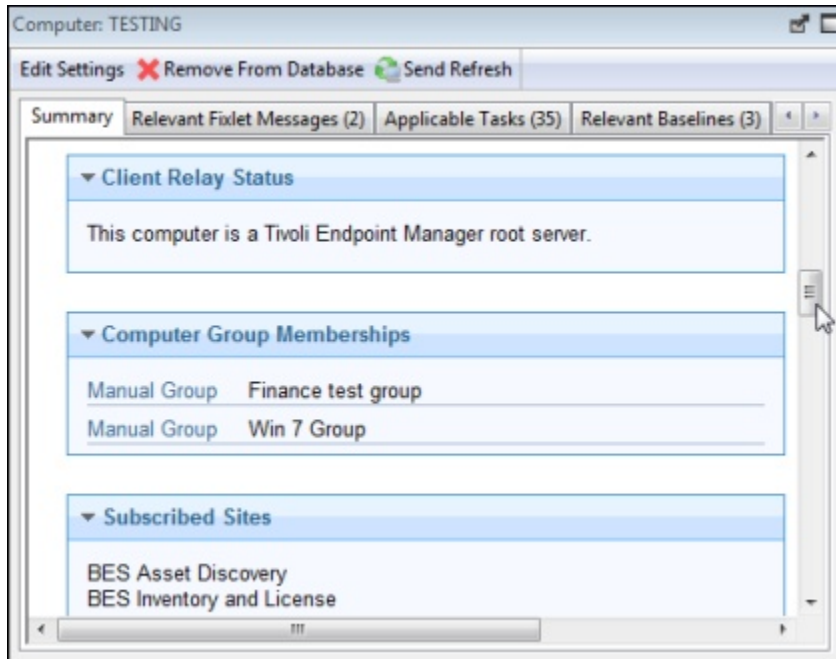 Computer: TESTING
Edit Settings Remove From Database Send Refresh
Summary Relevant Fixlet Messages (2) Applicable Tasks (35) Relevant Baselines (3)
Client Relay Status
This computer is a Tivoli Endpoint Manager root server.
Computer Group Memberships
Manual Group Finance test group
Manual Group Win 7 Group
Subscribed Sites
BES Asset Discovery
BES Inventory and License